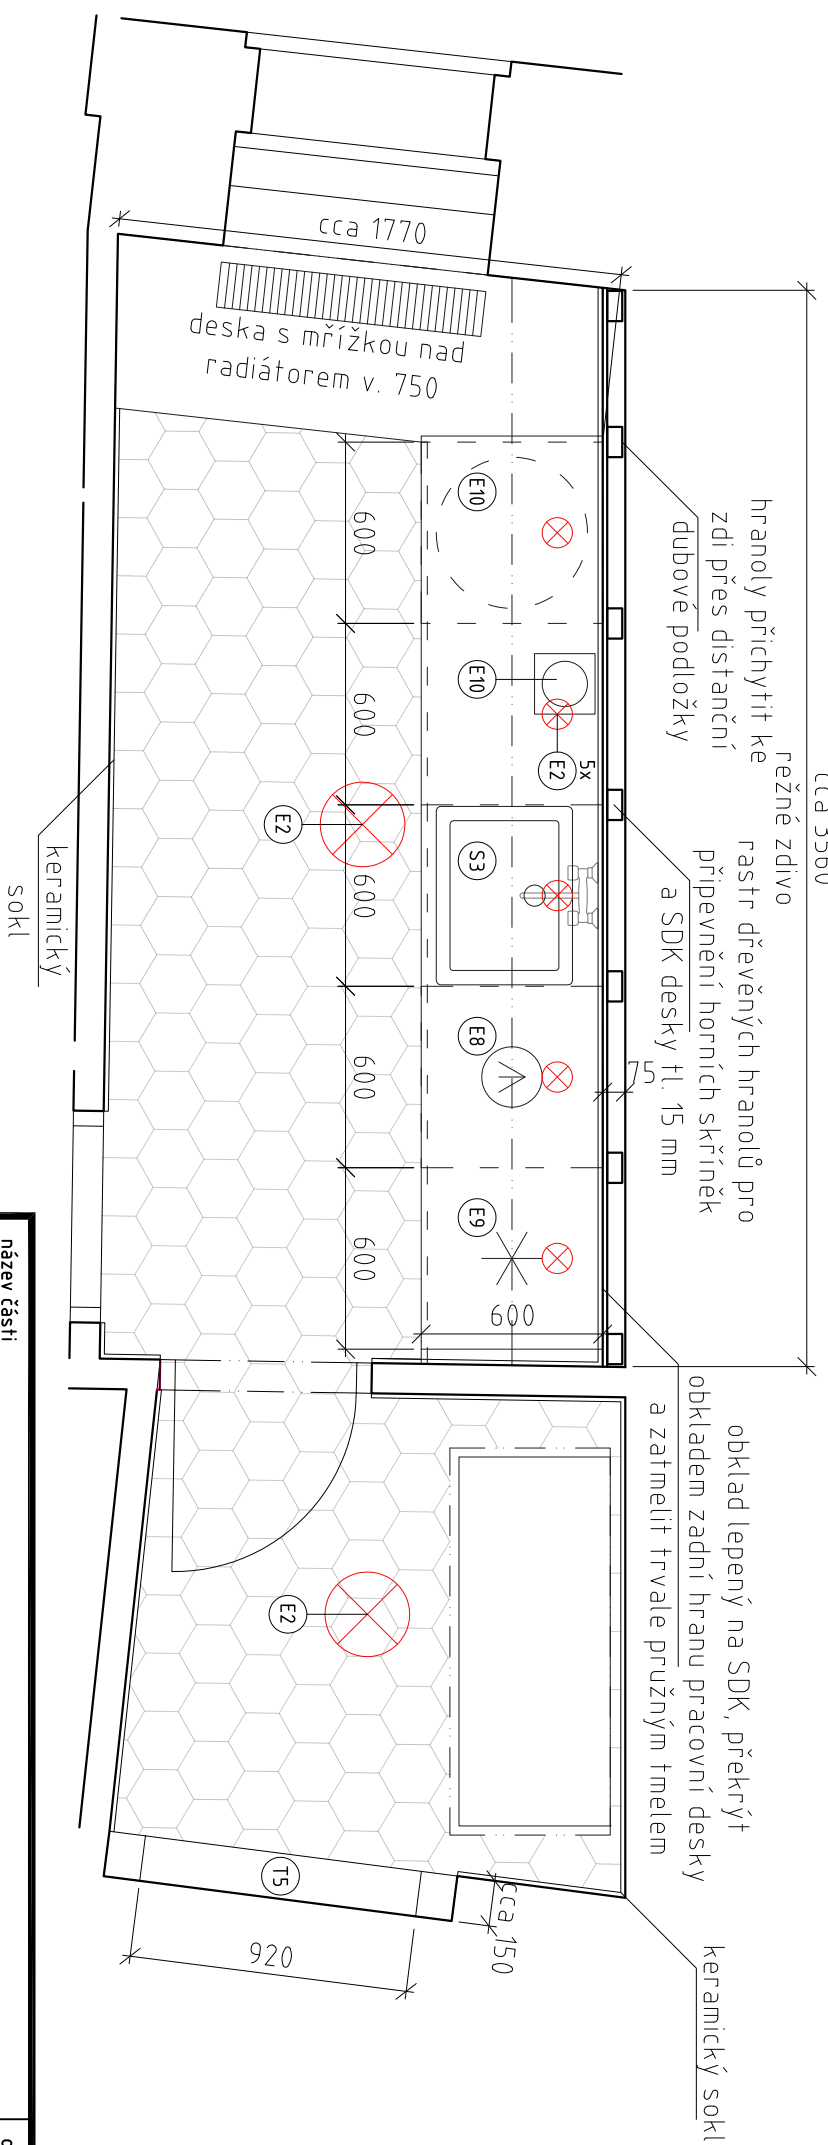 cca 1770
deska s mřížkou nad
radiátorem v. 750
cca 3560
hranoly přichytit ke
zdi přes distanční
dubové podložky
režné zdivo
rastr dřevěných hranolů pro
připevnění horních skříněk
a SDK desky tl. 15 mm
75
obklad lepený na SDK, překrýt
obkladem zadní hranu pracovní desky
a zatmelit trvale pružným tmelem
keramický sokl
E10
E10
E2
5x
S3
E8
E9
600
600
600
600
600
600
E2
keramický
sokl
E2
T5
cca 150
920
název části